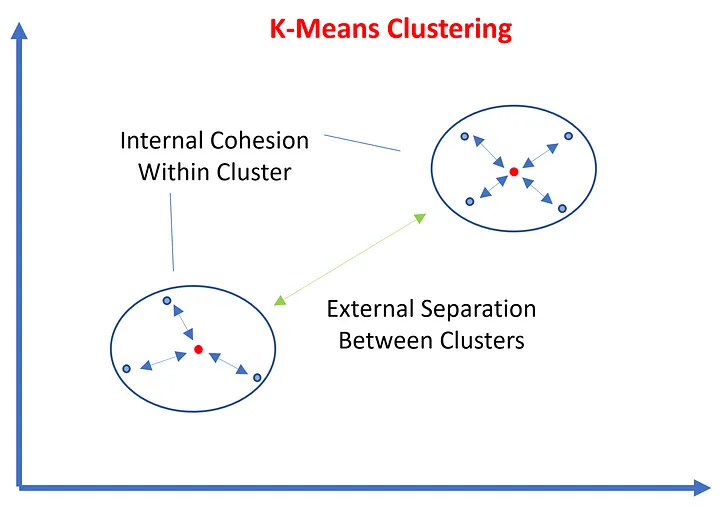 K-Means Clustering
Internal Cohesion
Within Cluster
External Separation
Between Clusters